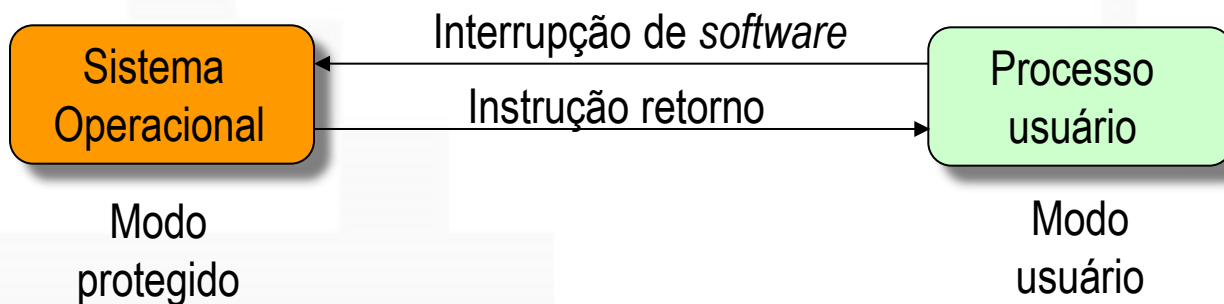 Interrupção de software
Sistema
Operacional
Processo
usuário
Instrução retorno
Modo
protegido
Modo
usuário